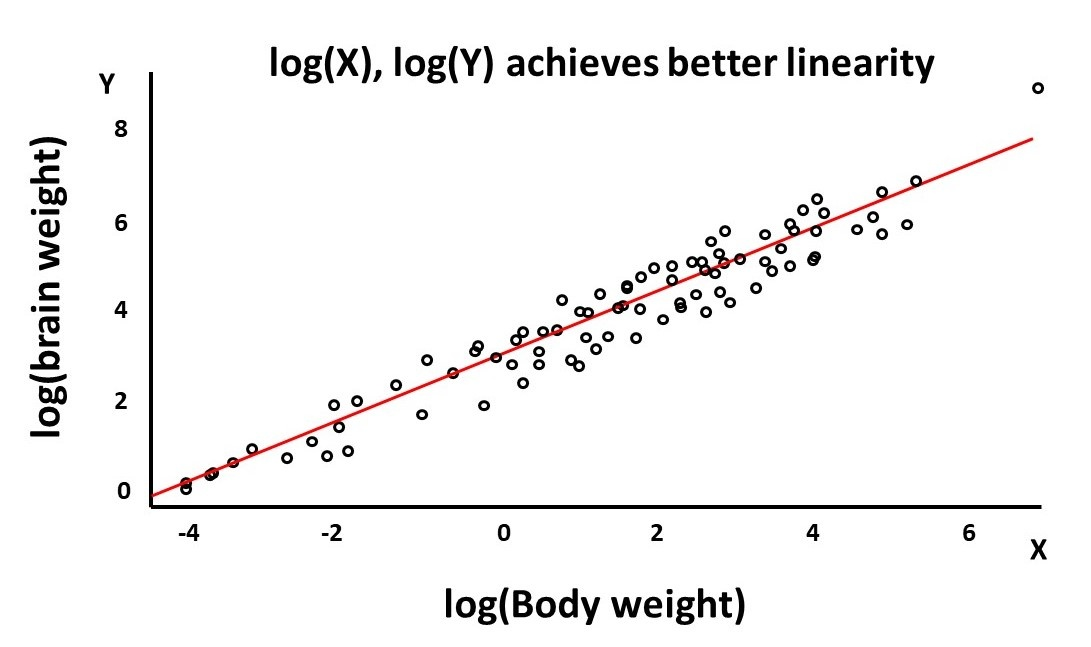 log(X), log(Y) achieves better linearity
Y
log(brain weight)
8
6
4
2
0
-4 -2 0 2 4 6
X
log(Body weight)